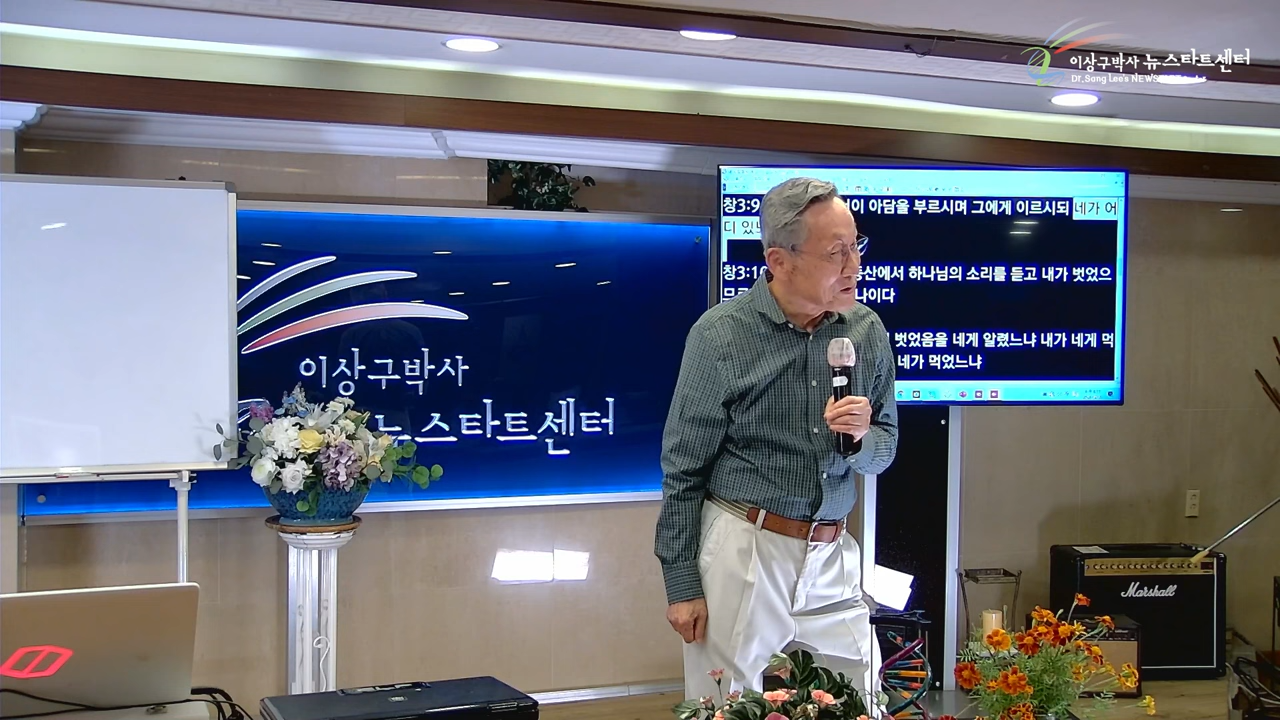 이상구박사 뉴스타트센터
Dr.Sang Lee's
창3:9 이 아담을 부르시며 그에게 이르시되 네가 어
디 있
창3:10 동산에서 하나님의 소리를 듣고 내가 벗었으
나이다
벗었음을 네게 알렸느냐 내가 네게 먹
네가 먹었느냐
이상구박사
뉴스타트센터
Marshall